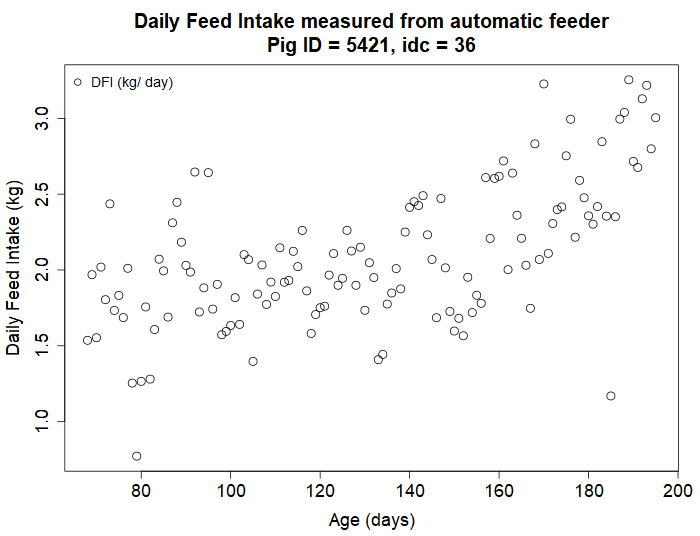 Daily Feed Intake measured from automatic feeder
Pig ID = 5421, idc = 36
DFI (kg/ day)
Daily Feed Intake (kg)
3.0
2.5
2.0
1.5
1.0
80 100 120 140 160 180 200
Age (days)